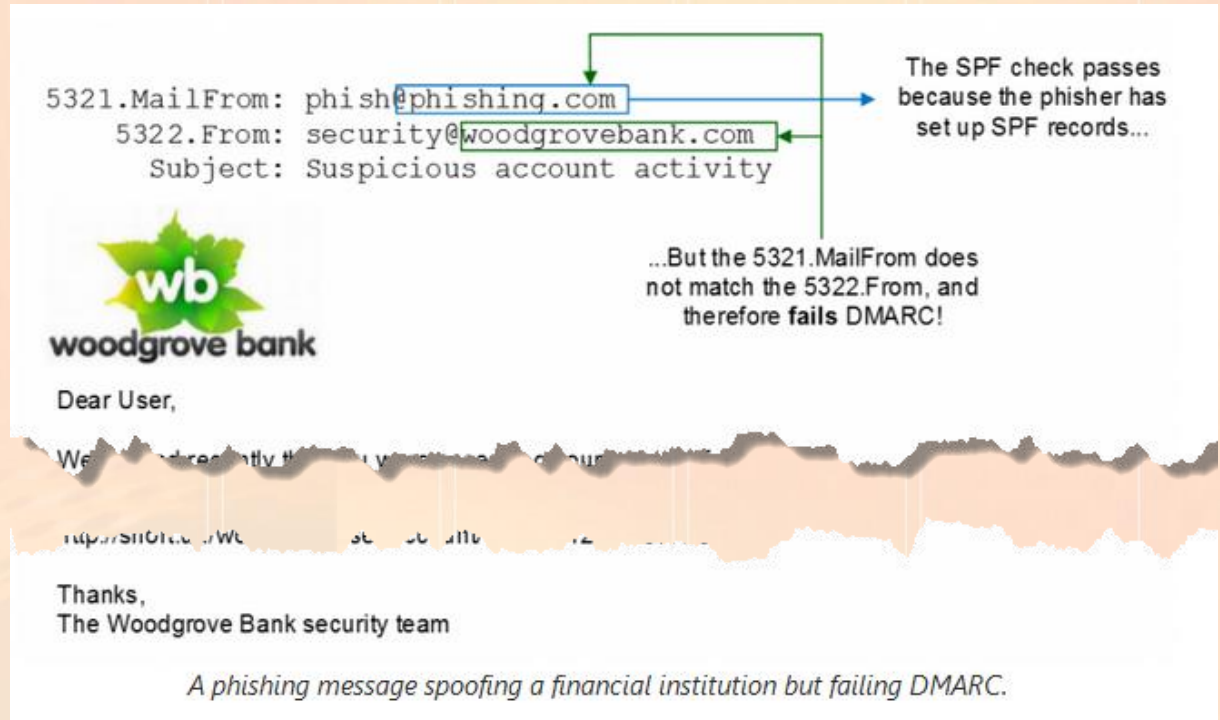 The SPF check passes
because the phisher has
set up SPF records...
5321.MailFrom: phish@phishing.com
5322.From: security@woodgrovebank.com
Subject: Suspicious account activity
...But the 5321.MailFrom does
not match the 5322.From, and
therefore fails DMARC!
wb
woodgrove bank
Dear User,
Thanks,
The Woodgrove Bank security team
A phishing message spoofing a financial institution but failing DMARC.